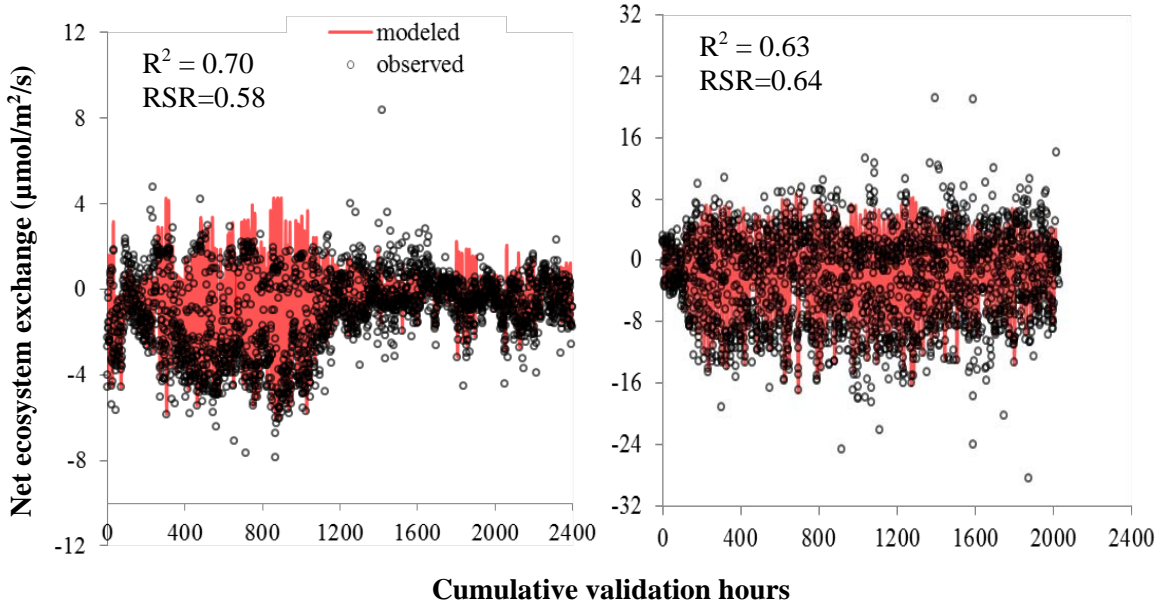 Net ecosystem exchange (µmol/m²/s)
12
8
4
0
-4
-8
-12
R² = 0.70
RSR=0.58
modeled
observed
0 400 800 1200 1600 2000 2400
32
24
16
8
0
-8
-16
-24
-32
R² = 0.63
RSR=0.64
0 400 800 1200 1600 2000 2400
Cumulative validation hours